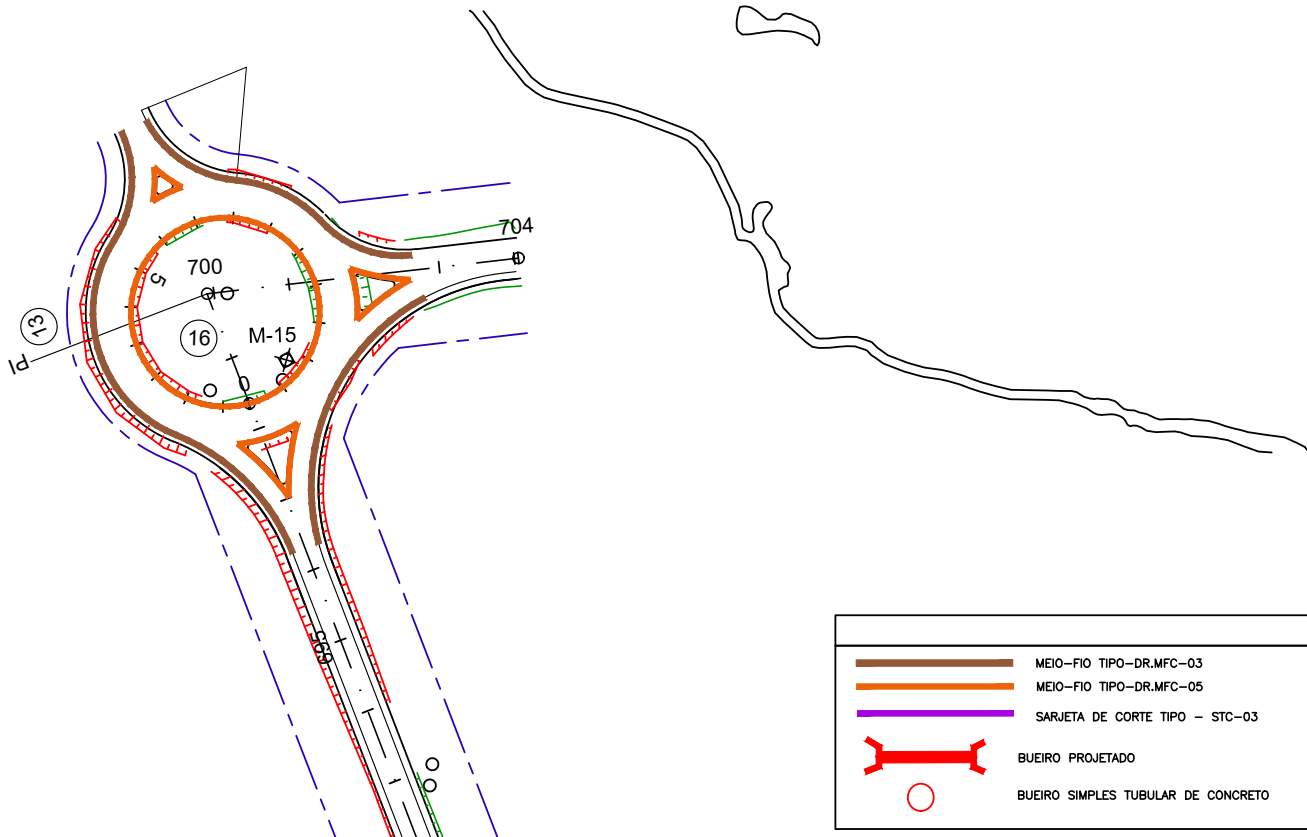 704
700
5
13
PI
16
M-15
0
695
MEIO-FIO TIPO-DR.MFC-03
MEIO-FIO TIPO-DR.MFC-05
SARJETA DE CORTE TIPO - STC-03
BUEIRO PROJETADO
BUEIRO SIMPLES TUBULAR DE CONCRETO